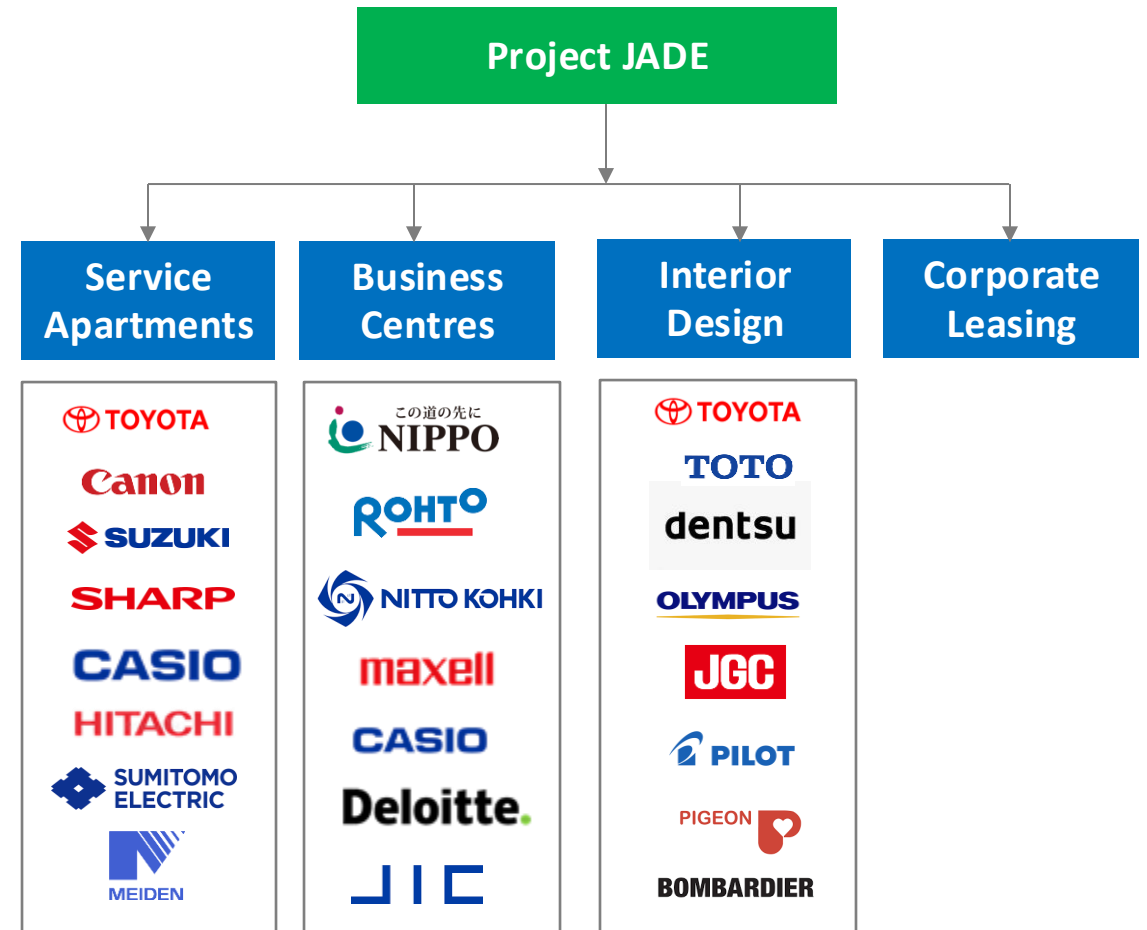 Project JADE
Service
Apartments
Business
Centres
Interior
Design
Corporate
Leasing
TOYOTA
Canon
SUZUKI
SHARP
CASIO
HITACHI
SUMITOMO
ELECTRIC
MEIDEN
この道の先に
NIPPO
ROHTO
NITTO KOHKI
maxell
CASIO
Deloitte.
JIC
TOYOTA
TOTO
dentsu
OLYMPUS
JGC
PILOT
PIGEON
BOMBARDIER